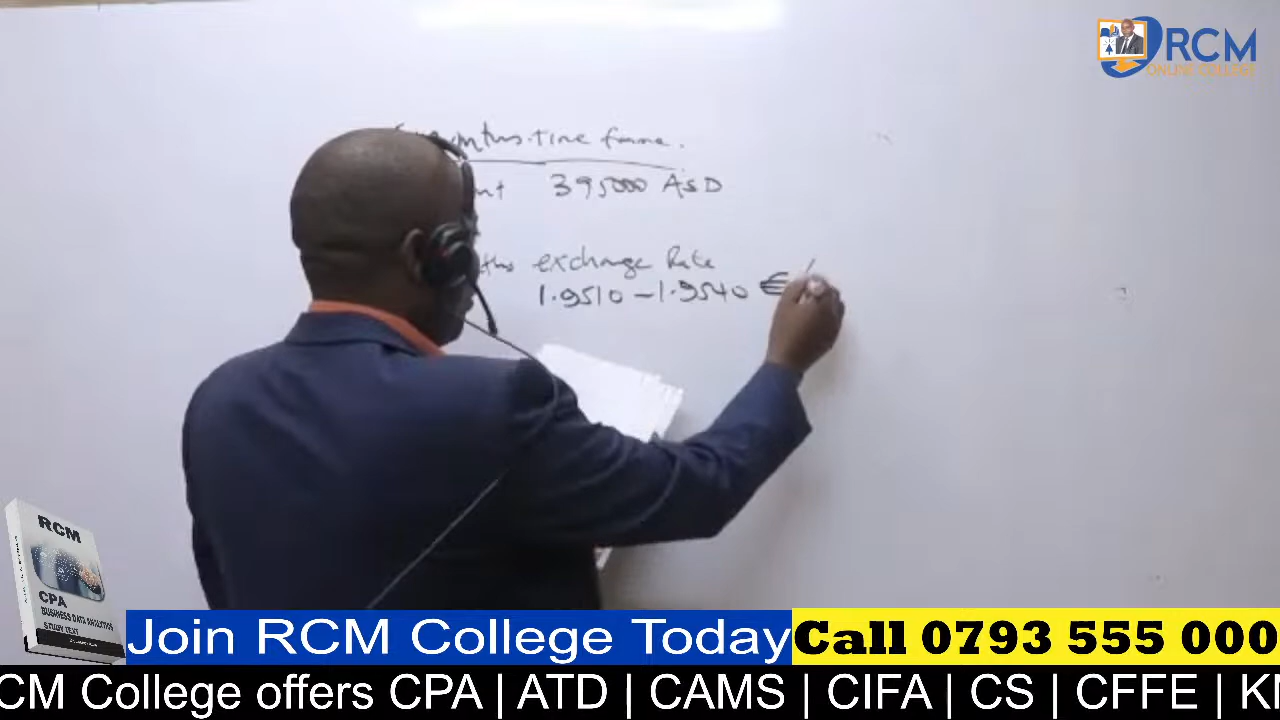 RCM
ONLINE COLLEGE
time frame.
395000 ASD
exchange Rate
1.9510 - 1.9540 €/
RCM
CPA
BUSINESS DATA ANALYTICS
STUDY TEXT
Join RCM College Today Call 0793 555 000
CM College offers CPA | ATD | CAMS | CIFA | CS | CFFE |